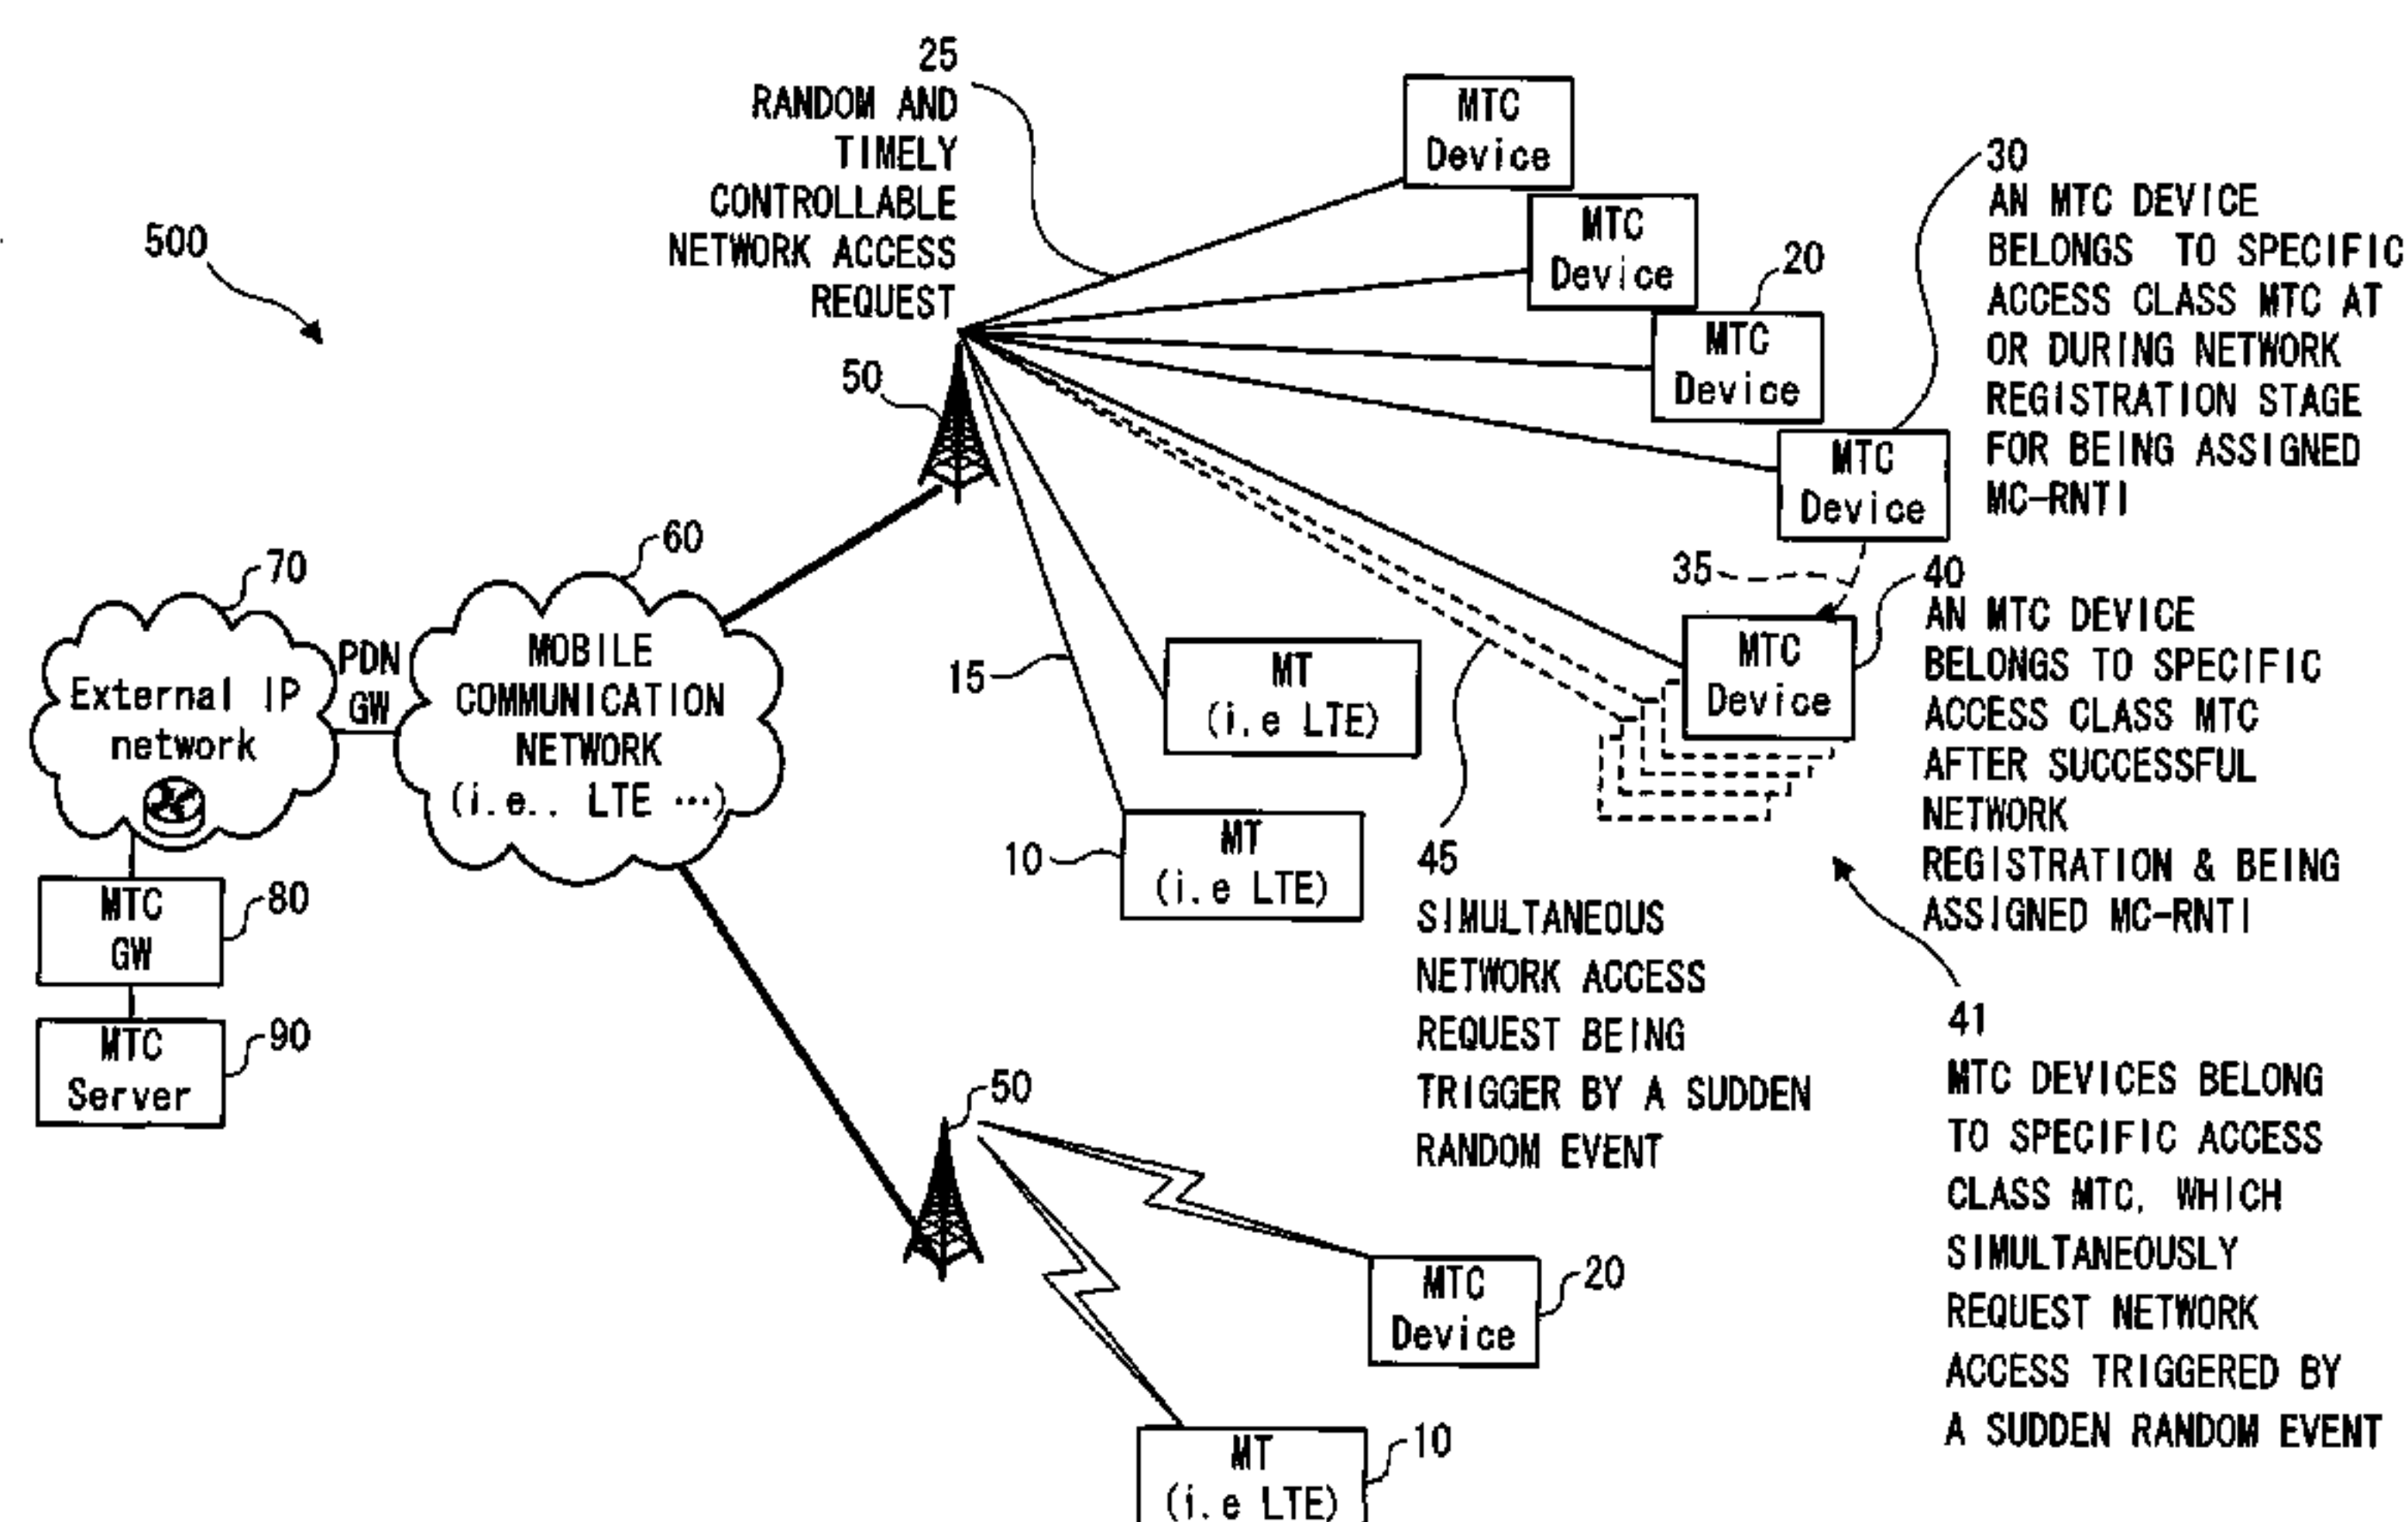 25
RANDOM AND
TIMELY
CONTROLLABLE
NETWORK ACCESS
REQUEST
500
50
MTC
Device
MTC
Device
20
MTC
Device
MTC
Device
30
AN MTC DEVICE
BELONGS TO SPECIFIC
ACCESS CLASS MTC AT
OR DURING NETWORK
REGISTRATION STAGE
FOR BEING ASSIGNED
MC-RNTI
35
40
MTC
Device
AN MTC DEVICE
BELONGS TO SPECIFIC
ACCESS CLASS MTC
AFTER SUCCESSFUL
NETWORK
REGISTRATION & BEING
ASSIGNED MC-RNTI
70
External IP
network
PDN
GW
60
MOBILE
COMMUNICATION
NETWORK
(i.e.. LTE ...)
15
MT
(i.e LTE)
10
MT
(i.e LTE)
MTC
GW
80
MTC
Server
90
45
SIMULTANEOUS
NETWORK ACCESS
REQUEST BEING
TRIGGER BY A SUDDEN
RANDOM EVENT
41
MTC DEVICES BELONG
TO SPECIFIC ACCESS
CLASS MTC, WHICH
SIMULTANEOUSLY
REQUEST NETWORK
ACCESS TRIGGERED BY
A SUDDEN RANDOM EVENT
50
MTC
Device
20
MT
(i.e LTE)
10